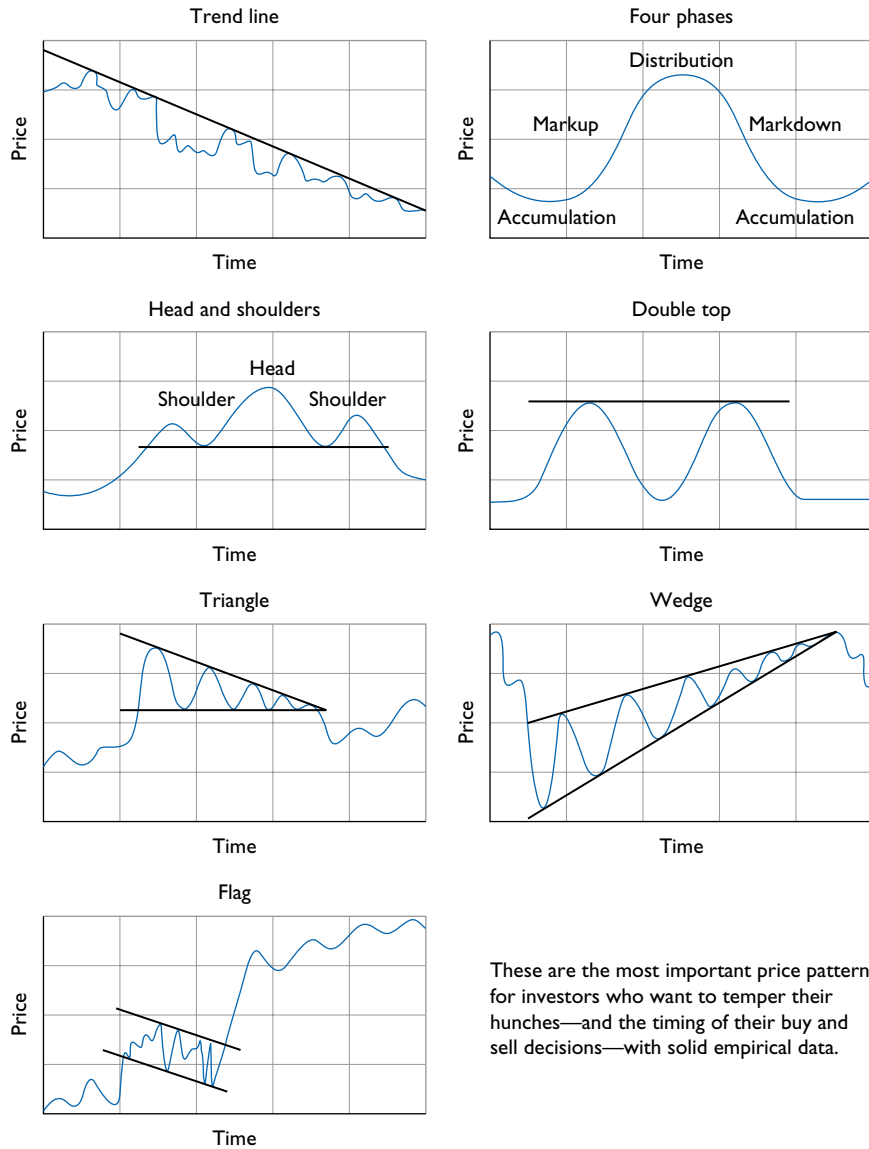 Trend line
Price
Time
Four phases
Distribution
Markup
Markdown
Accumulation
Accumulation
Price
Time
Head and shoulders
Head
Shoulder
Shoulder
Price
Time
Double top
Price
Time
Triangle
Price
Time
Wedge
Price
Time
Flag
Price
Time
These are the most important price pattern
for investors who want to temper their
hunches—and the timing of their buy and
sell decisions—with solid empirical data.